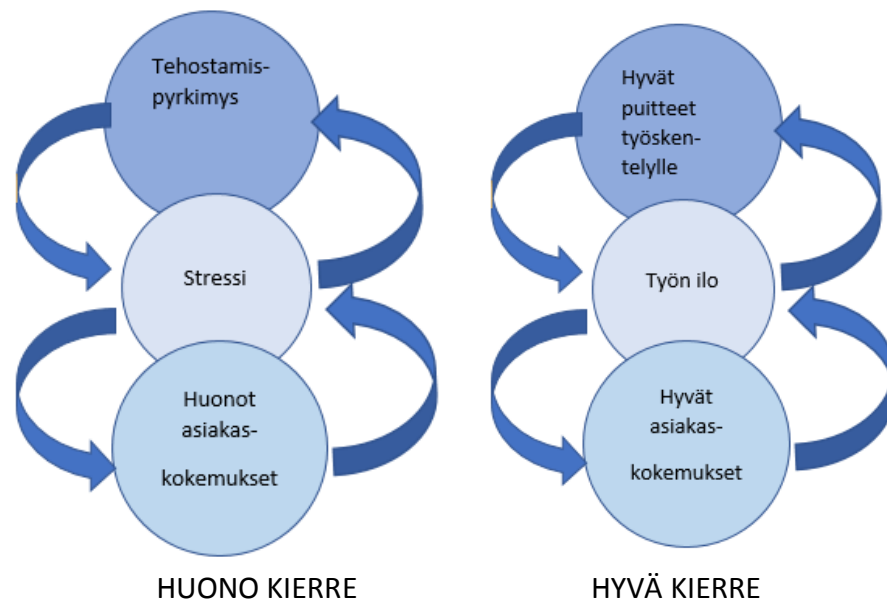 Tehostamis-
pyrkimys
Stressi
Huonot
asiakas-
kokemukset
HUONO KIERRE
Hyvät
puitteet
työsken-
telylle
Työn ilo
Hyvät
asiakas-
kokemukset
HYVÄ KIERRE